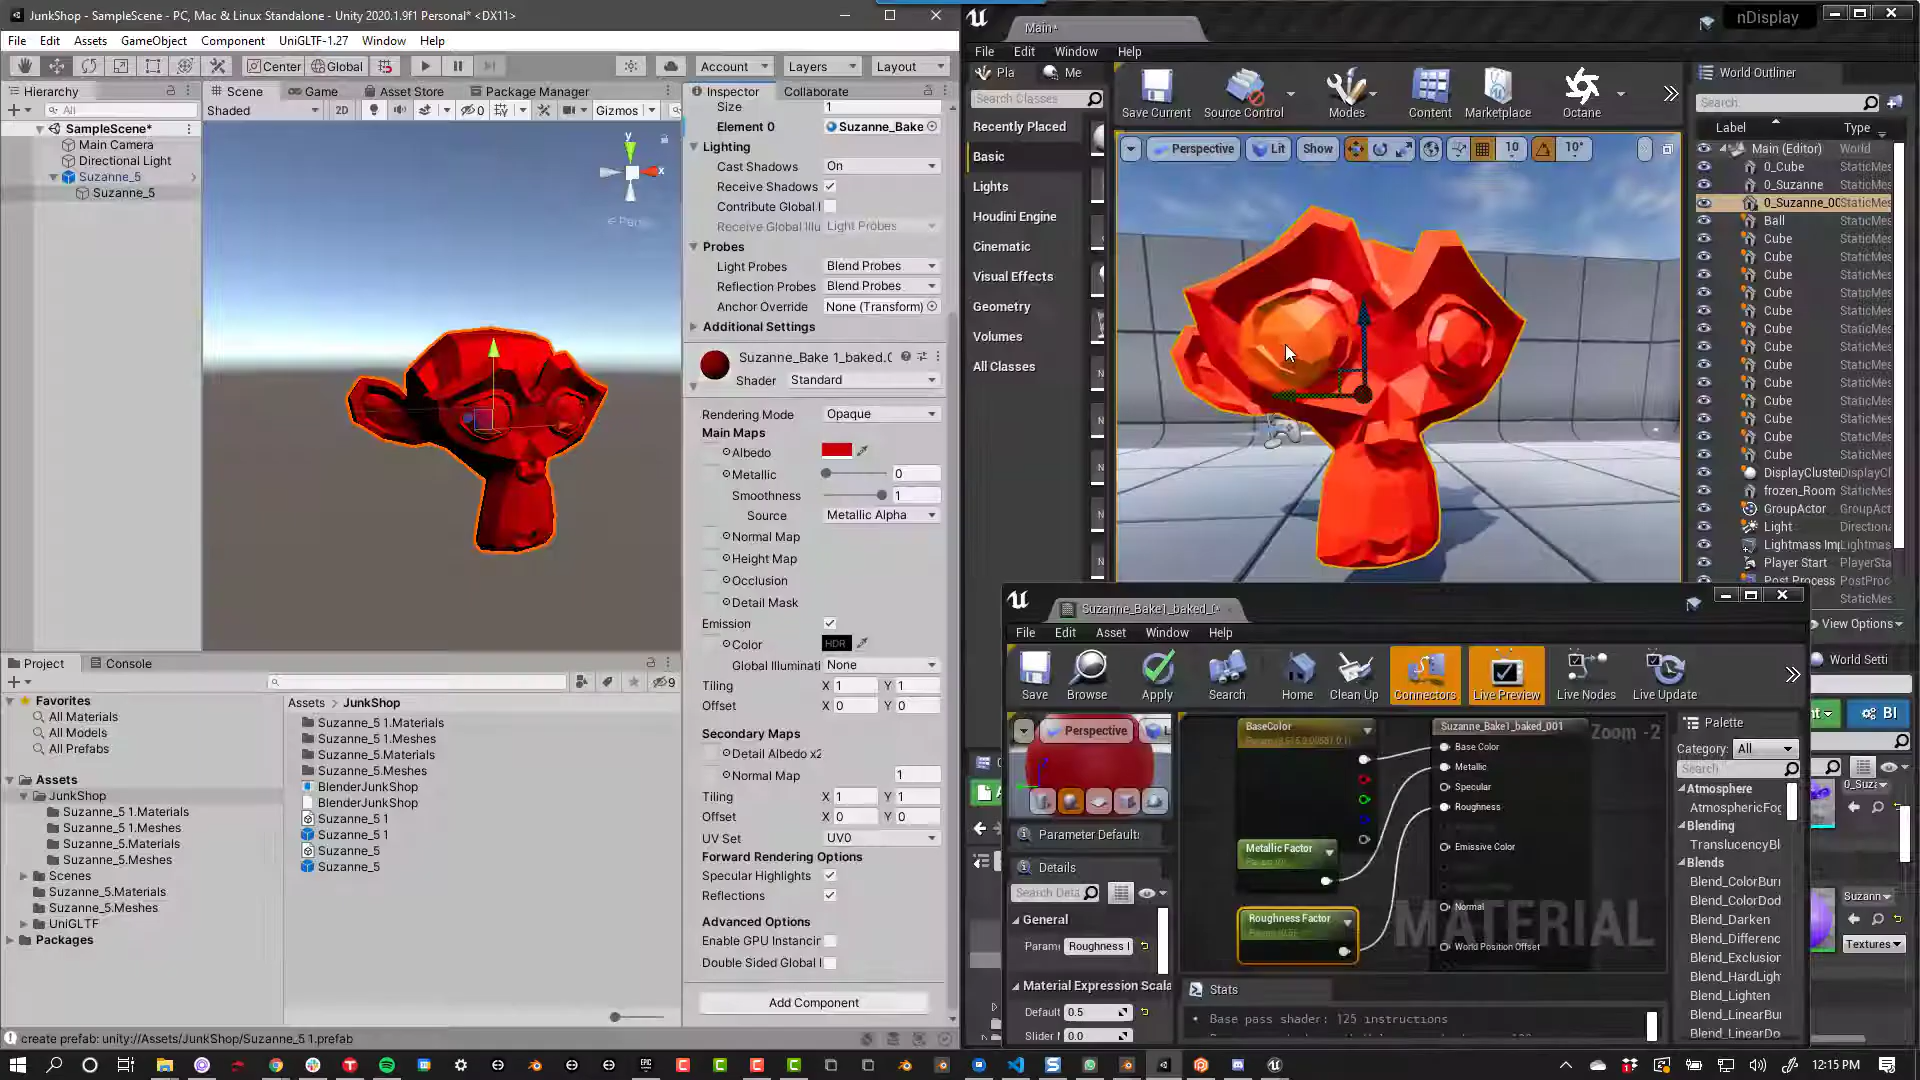 JunkShop - SampleScene - PC, Mac & Linux Standalone - Unity 2020.1.9f1 Personal* <DX11>
File Edit Assets GameObject Component UniGLTF-1.27 Window Help
Center Global Account Layers Layout
Hierarchy
All
SampleScene*
Main Camera
Directional Light
Suzanne_5
Suzanne_5
Scene Game Asset Store Package Manager
Shaded 2D 0 Gizmos
y
x
Persp
Inspector Collaborate
Size 1
Element 0 Suzanne_Bake
Lighting
Cast Shadows On
Receive Shadows
Contribute Global I
Receive Global Illu Light Probes
Probes
Light Probes Blend Probes
Reflection Probes Blend Probes
Anchor Override None (Transform)
Additional Settings
Suzanne_Bake 1_baked.0
Shader Standard
Rendering Mode Opaque
Main Maps
Albedo
Metallic 0
Smoothness 1
Source Metallic Alpha
Normal Map
Height Map
Occlusion
Detail Mask
Emission
Color HDR
Global Illuminati None
Tiling X 1 Y 1
Offset X 0 Y 0
Secondary Maps
Detail Albedo x2
Normal Map 1
Tiling X 1 Y 1
Offset X 0 Y 0
UV Set UV0
Forward Rendering Options
Specular Highlights
Reflections
Advanced Options
Enable GPU Instancin
Double Sided Global I
Add Component
Project Console
9
Favorites
All Materials
All Models
All Prefabs
Assets
JunkShop
Suzanne_5 1.Materials
Suzanne_5 1.Meshes
Suzanne_5.Materials
Suzanne_5.Meshes
Scenes
Suzanne_5.Materials
Suzanne_5.Meshes
UniGLTF
Packages
Assets > JunkShop
Suzanne_5 1.Materials
Suzanne_5 1.Meshes
Suzanne_5.Materials
Suzanne_5.Meshes
BlenderJunkShop
BlenderJunkShop
Suzanne_5 1
Suzanne_5 1
Suzanne_5
Suzanne_5
create prefab: unity://Assets/JunkShop/Suzanne_5 1.prefab
Main*
nDisplay
File Edit Window Help
Pla Me
Search Classes
Recently Placed
Basic
Lights
Houdini Engine
Cinematic
Visual Effects
Geometry
Volumes
All Classes
Save Current Source Control Modes Content Marketplace Octane
Perspective Lit Show 10 10°
World Outliner
Search.
Label Type
Main (Editor) World
0_Cube StaticMes
0_Suzanne StaticMes
0_Suzanne_00 StaticMes
Ball StaticMes
Cube StaticMes
Cube StaticMes
Cube StaticMes
Cube StaticMes
Cube StaticMes
Cube StaticMes
Cube StaticMes
Cube StaticMes
Cube StaticMes
Cube StaticMes
Cube StaticMes
Cube StaticMes
Cube StaticMes
DisplayCluster DisplayCl
frozen_Room StaticMes
GroupActor GroupAct
Light Directiona
Lightmass Imp Lightmas
Player Start PlayerSta
Post Process PostProc
StaticMes
View Options
World Setti
BI
0_Suza
Suzann
Textures
Suzanne_Bake1_baked_
File Edit Asset Window Help
Save Browse Apply Search Home Clean Up Connectors Live Preview Live Nodes Live Update
Perspective L
Parameter Defaults
Details
Search Deta
General
Param Roughness
Material Expression Scala
Default 0.5
Slider 0.0
BaseColor
Metallic Factor
Roughness Factor
Suzanne_Bake1_baked_001
Base Color
Metallic
Specular
Roughness
Emissive Color
Normal
World Position Offset
Zoom -2
MATERIAL
Stats
Base pass shader: 125 instructions
Palette
Category: All
Search
Atmosphere
AtmosphericFog
Blending
TranslucencyBl
Blends
Blend_ColorBurn
Blend_ColorDod
Blend_Darken
Blend_Differenc
Blend_Exclusion
Blend_HardLigh
Blend_Lighten
Blend_LinearBur
Blend_LinearDo
12:15 PM